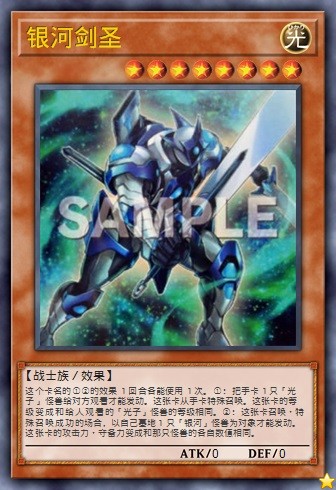 银河剑圣
光
SAMPLE
【战士族／效果】
这个卡名的①②的效果1回合各能使用1次。①：把手卡1只「光
子」怪兽给对方观看才能发动。这张卡从手卡特殊召唤。这张卡的等
级变成和给人观看的「光子」怪兽的等级相同。②：这张卡召唤·特
殊召唤成功的场合，以自己墓地1只「银河」怪兽为对象才能发动。
这张卡的攻击力·守备力变成和那只怪兽的各自数值相同。
ATK/0 DEF/0